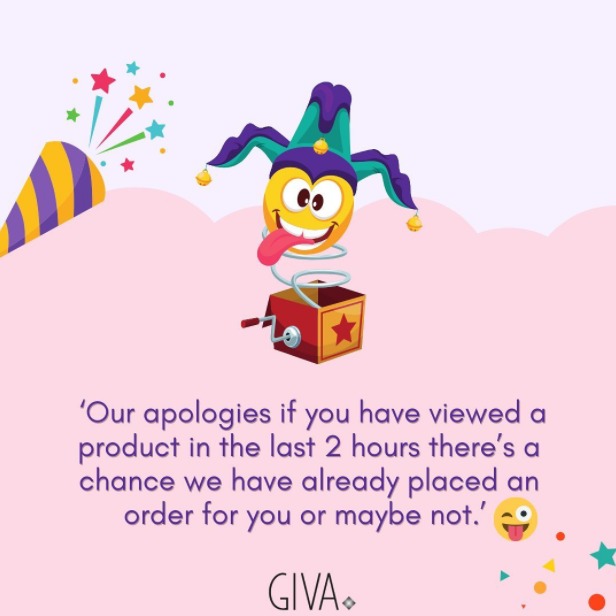 ‘Our apologies if you have viewed a
product in the last 2 hours there’s a
chance we have already placed an
order for you or maybe not.’
GIVA